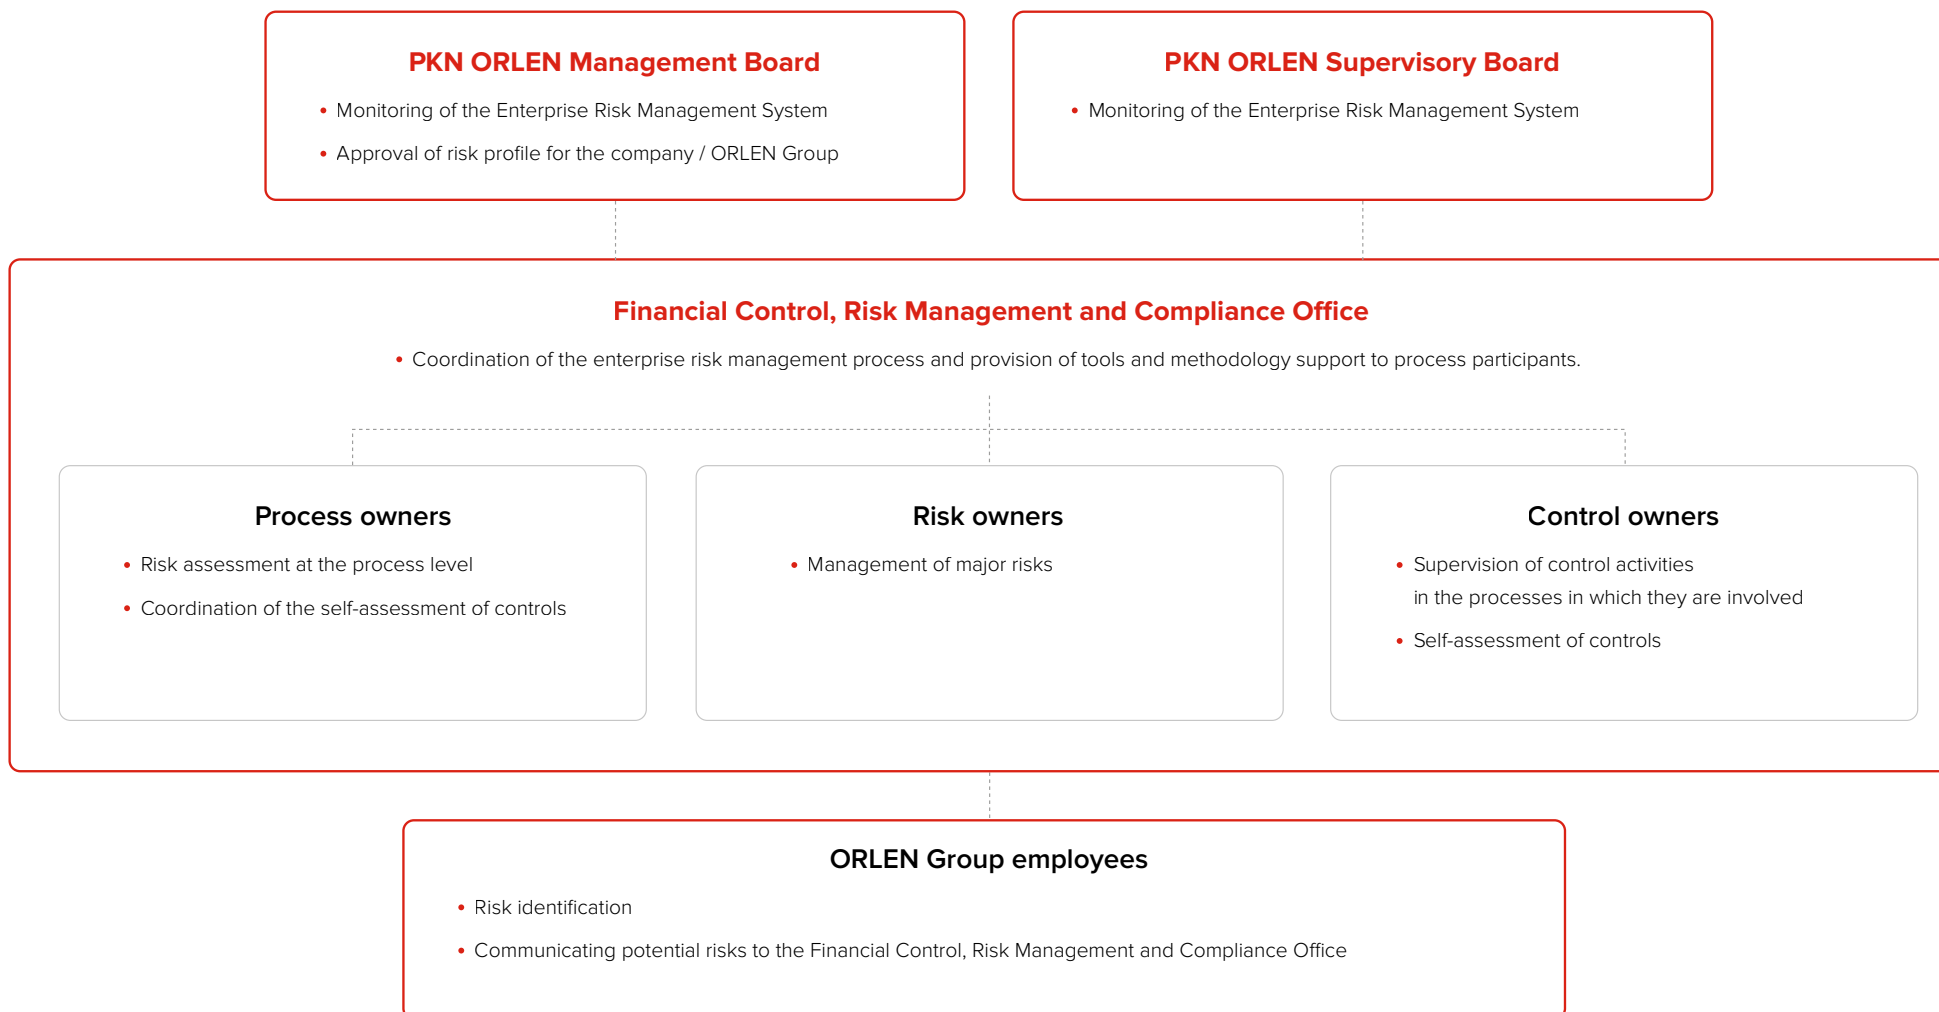 PKN ORLEN Management Board
• Monitoring of the Enterprise Risk Management System
• Approval of risk profile for the company / ORLEN Group
PKN ORLEN Supervisory Board
• Monitoring of the Enterprise Risk Management System
Financial Control, Risk Management and Compliance Office
• Coordination of the enterprise risk management process and provision of tools and methodology support to process participants.
Process owners
• Risk assessment at the process level
• Coordination of the self-assessment of controls
Risk owners
• Management of major risks
Control owners
• Supervision of control activities
in the processes in which they are involved
• Self-assessment of controls
ORLEN Group employees
• Risk identification
• Communicating potential risks to the Financial Control, Risk Management and Compliance Office